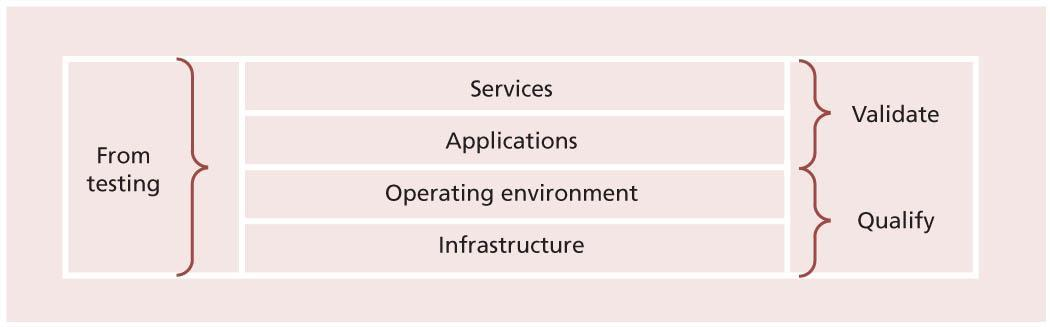 From
testing
Services
Applications
Operating environment
Infrastructure
Validate
Qualify